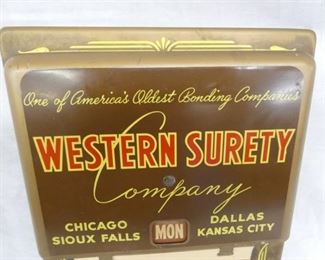 One of America's Oldest Bonding Companies
WESTERN SURETY
Company
CHICAGO DALLAS
SIOUX FALLS MON KANSAS CITY